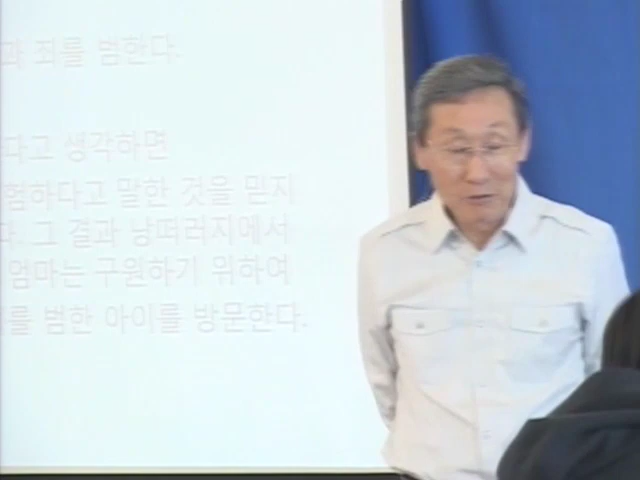 과 죄를 범한다.
다고 생각하면
험하다고 말한 것을 믿지
다. 그 결과 낭떠러지에서
엄마는 구원하기 위하여
를 범한 아이를 방문한다.